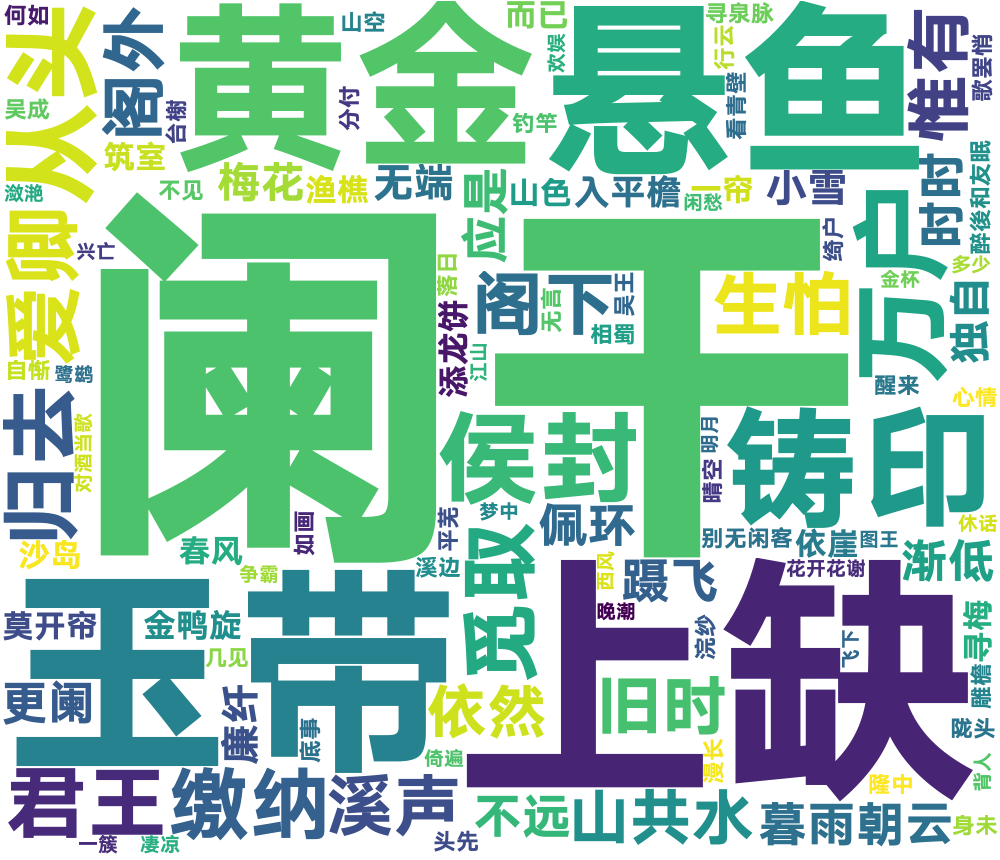 何如
从头
阁外
黄金
山空
而已
寻泉脉
悬鱼
惟有
歌罢悄
欢娱
行云
吴成
台榭
分付
钓竿
看青壁
筑室
潋滟
不见
梅花
渔樵
无端
山色
入平檐
一帘
闲愁
小雪
时时
醉後和友眠
爱卿
兴亡
阑干
应是
落日
添龙饼
阁下
无言
吴王
茁蜀
生怕
绮户
万户
金杯
多少
独自
自惭
鹭鹚
江山
醒来
心情
归去
对酒当歌
侯封
明月
晴空
铸印
沙岛
春风
如画
平芜
梦中
佩环
别无闲客
依崖
图王
休话
渐低
争霸
溪边
觅取
西风
蹑飞
花开花谢
莫开帘
金鸭旋
玉带
晚潮
上缺
浣纱
飞下
寻梅
几见
更阑
廉纤
底事
依然
旧时
雕檐
陇头
倚遍
漫长
背人
隆中
君王
缴纳
溪声
不远
山共水
暮雨朝云
身未
一簇
凄凉
头先